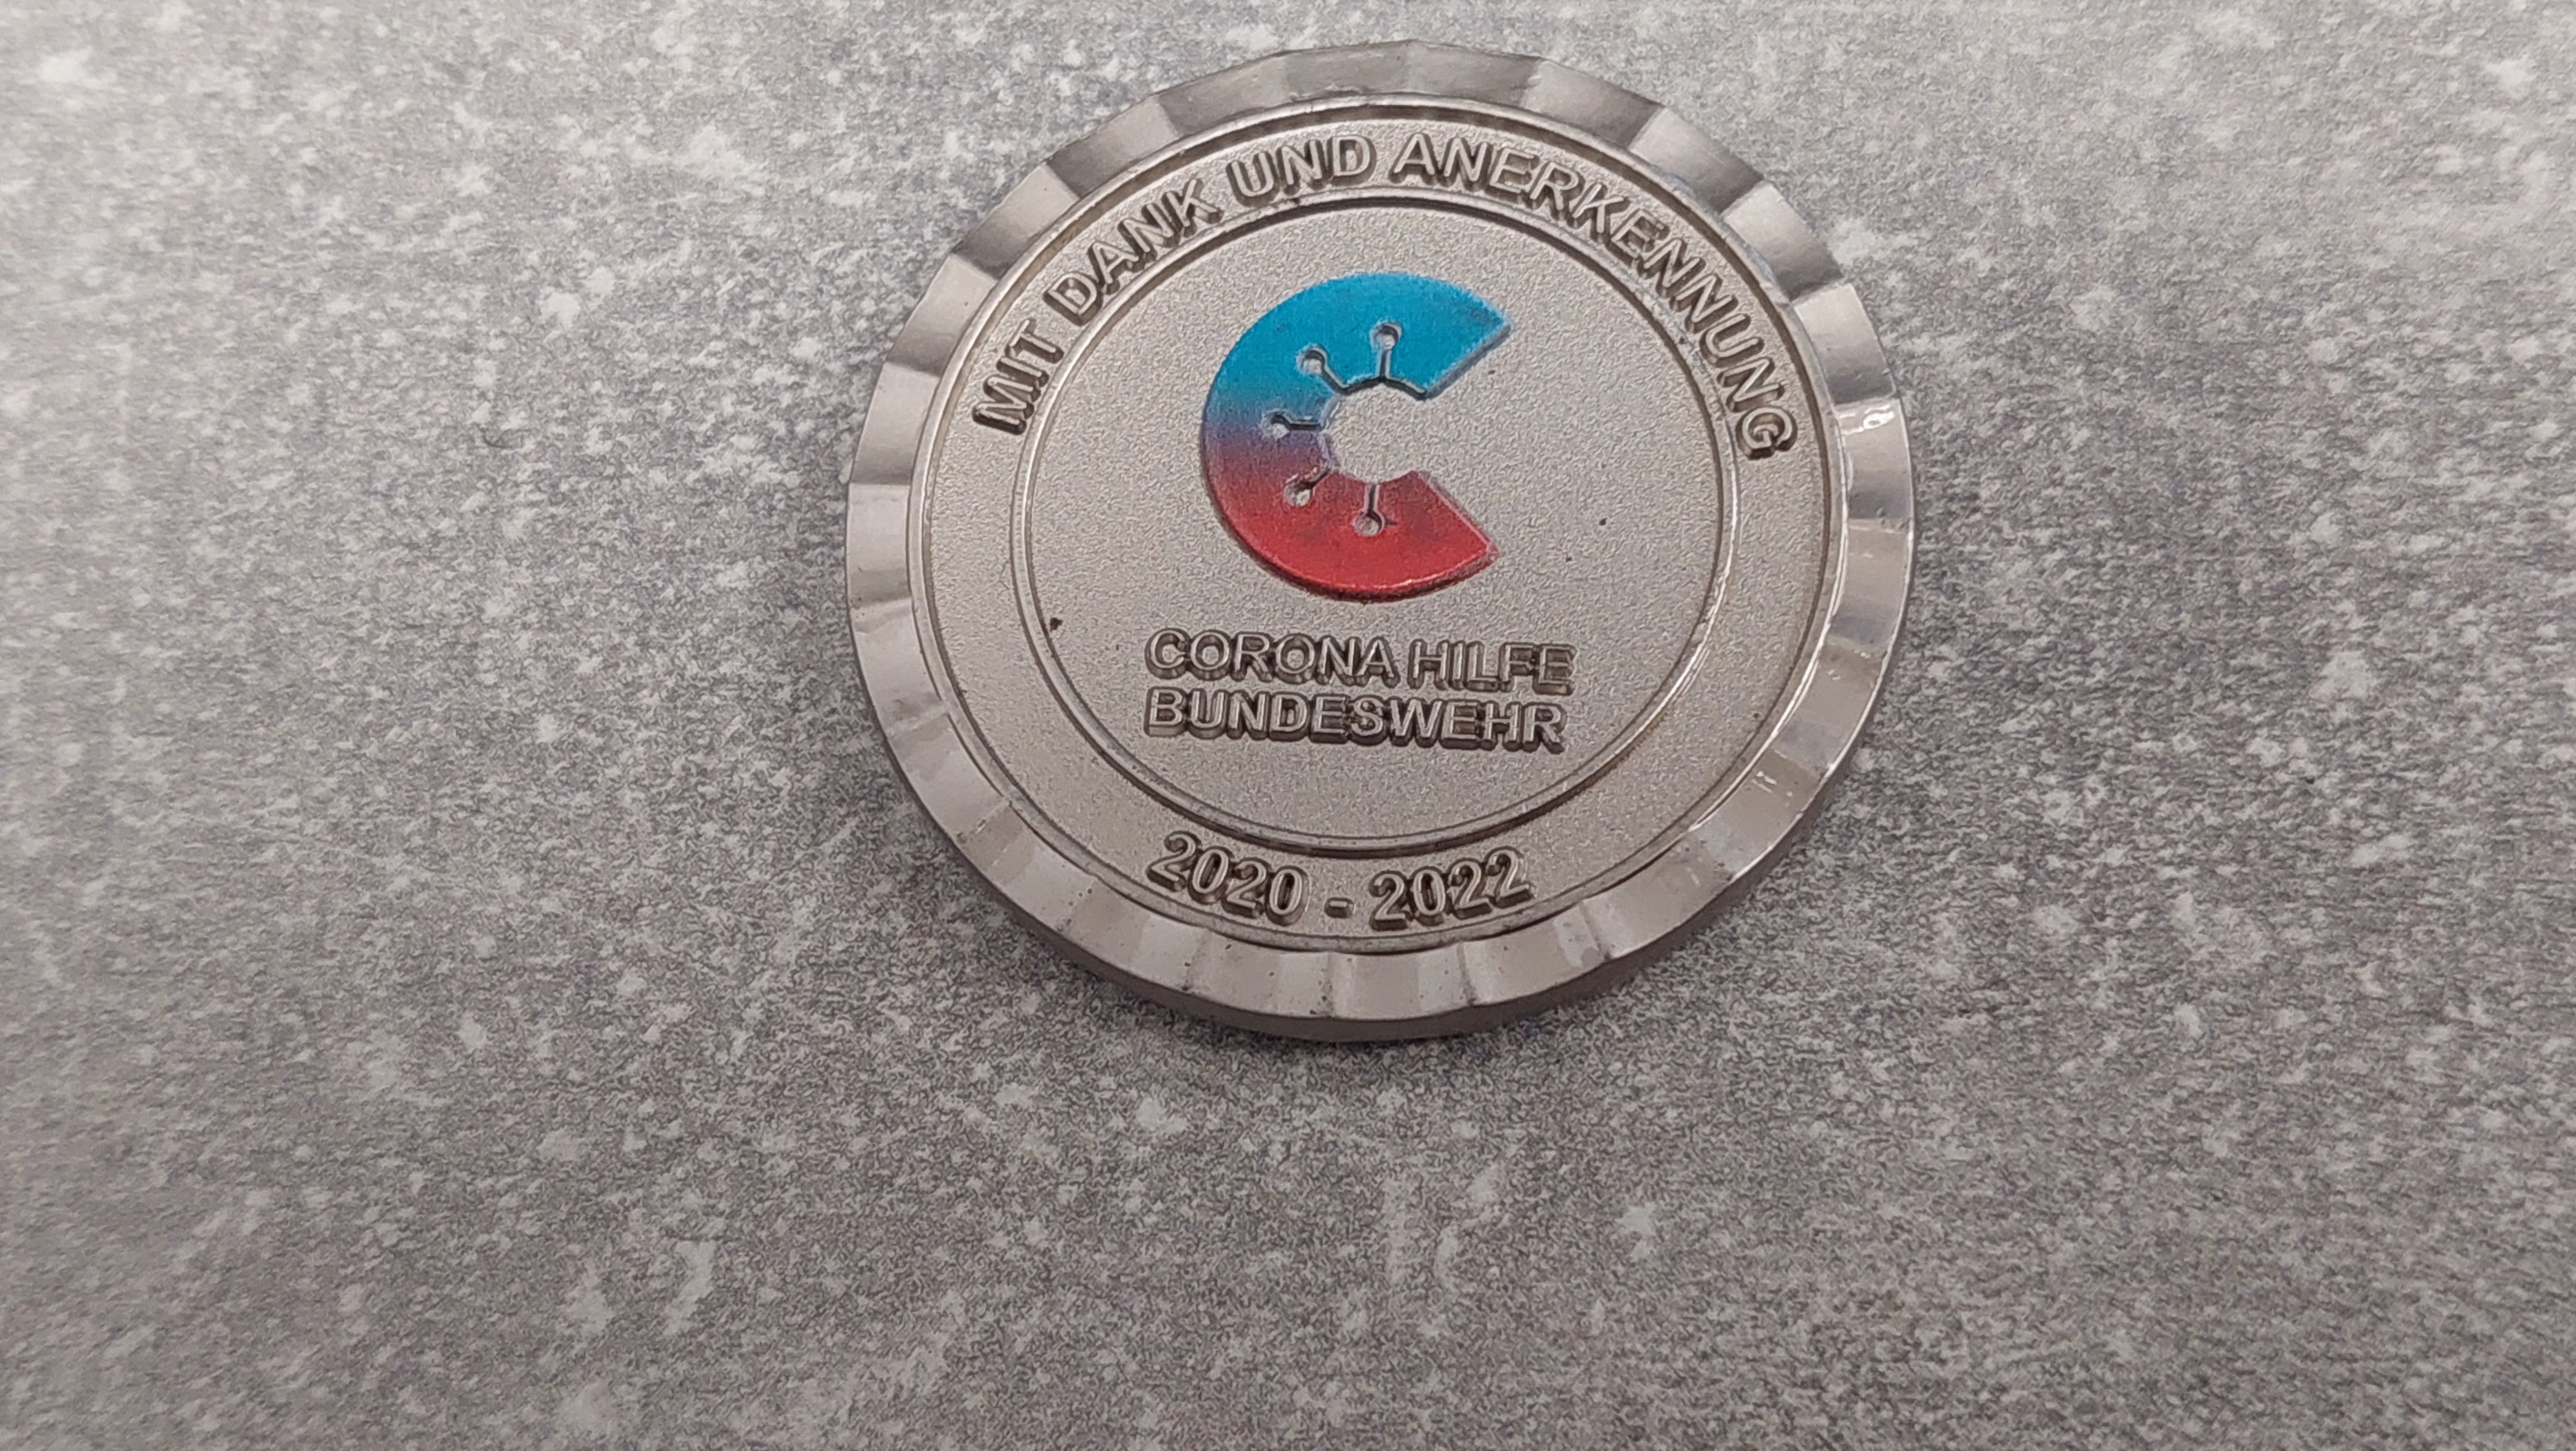 MIT DANK UND ANERKENNUNG
CORONA HILFE
BUNDESWEHR
2020 - 2022